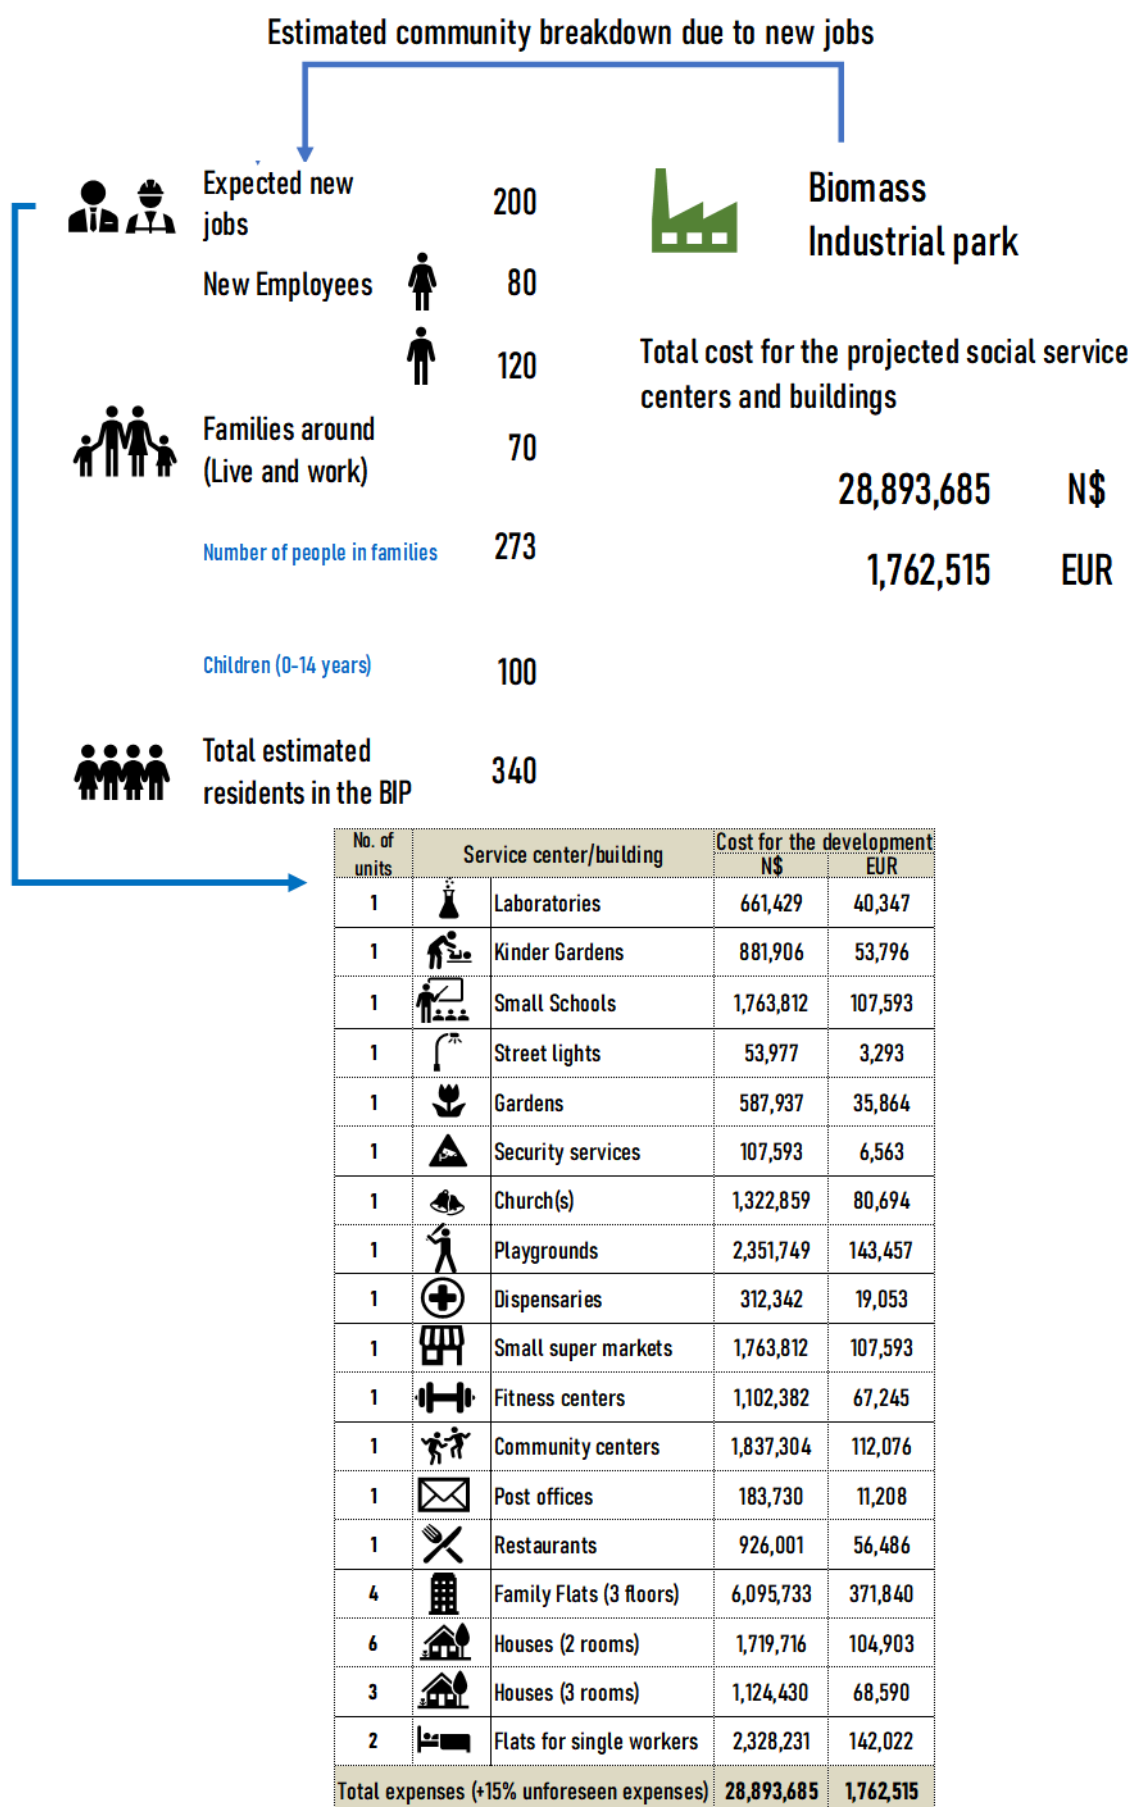 Estimated community breakdown due to new jobs
Expected new
jobs
200
Biomass
Industrial park
New Employees
80
120
Total cost for the projected social service
centers and buildings
Families around
(Live and work)
70
28,893,685 N$
Number of people in families
273
1,762,515 EUR
Children (0-14 years)
100
Total estimated
residents in the BIP
340
No. of
units
Service center/building
Cost for the development
N$ EUR
1 Laboratories 661,429 40,347
1 Kinder Gardens 881,906 53,796
1 Small Schools 1,763,812 107,593
1 Street lights 53,977 3,293
1 Gardens 587,937 35,864
1 Security services 107,593 6,563
1 Church(s) 1,322,859 80,694
1 Playgrounds 2,351,749 143,457
1 Dispensaries 312,342 19,053
1 Small super markets 1,763,812 107,593
1 Fitness centers 1,102,382 67,245
1 Community centers 1,837,304 112,076
1 Post offices 183,730 11,208
1 Restaurants 926,001 56,486
4 Family Flats (3 floors) 6,095,733 371,840
6 Houses (2 rooms) 1,719,716 104,903
3 Houses (3 rooms) 1,124,430 68,590
2 Flats for single workers 2,328,231 142,022
Total expenses (+15% unforeseen expenses) 28,893,685 1,762,515